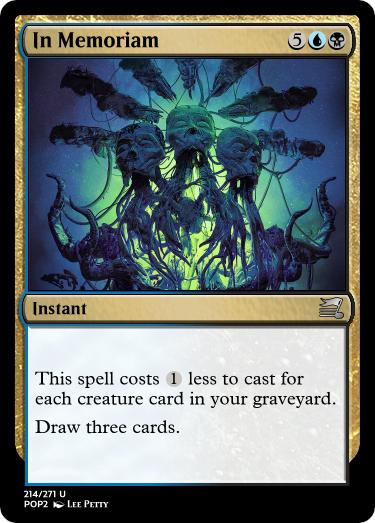 In Memoriam 5
Instant
This spell costs 1 less to cast for
each creature card in your graveyard.
Draw three cards.
214/271 U
POP2 Lee Petty